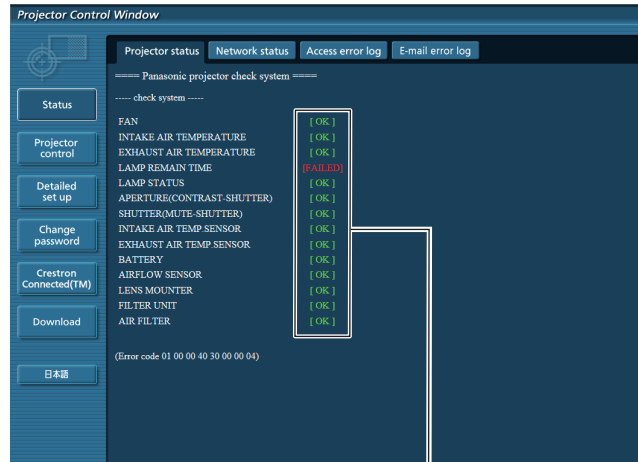 Projector Control Window
Projector status Network status Access error log E-mail error log
==== Panasonic projector check system ====
----- check system -----
FAN [ OK ]
INTAKE AIR TEMPERATURE [ OK ]
EXHAUST AIR TEMPERATURE [ OK ]
LAMP REMAIN TIME [FAILED]
LAMP STATUS [ OK ]
APERTURE(CONTRAST-SHUTTER) [ OK ]
SHUTTER(MUTE-SHUTTER) [ OK ]
INTAKE AIR TEMP.SENSOR [ OK ]
EXHAUST AIR TEMP.SENSOR [ OK ]
BATTERY [ OK ]
AIRFLOW SENSOR [ OK ]
LENS MOUNTER [ OK ]
FILTER UNIT [ OK ]
AIR FILTER [ OK ]
(Error code 01 00 00 40 30 00 00 04)
Status
Projector
control
Detailed
set up
Change
password
Crestron
Connected(TM)
Download
日本語